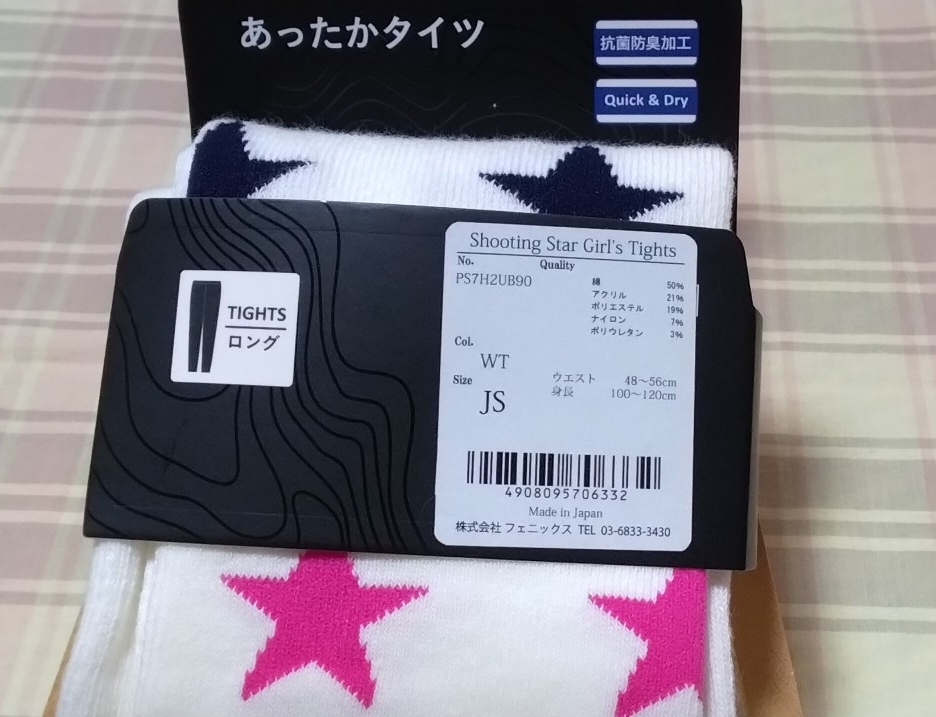 あったかタイツ
抗菌防臭加工
Quick & Dry
TIGHTS
ロング
Shooting Star Girl's Tights
No. Quality
PS7H2UB90
綿 50%
アクリル 21%
ポリエステル 19%
ナイロン 7%
ポリウレタン 3%
Col.
WT
Size
JS
ウエスト 48～56cm
身長 100～120cm
4908095706332
Made in Japan
株式会社 フェニックス TEL 03-6833-3430